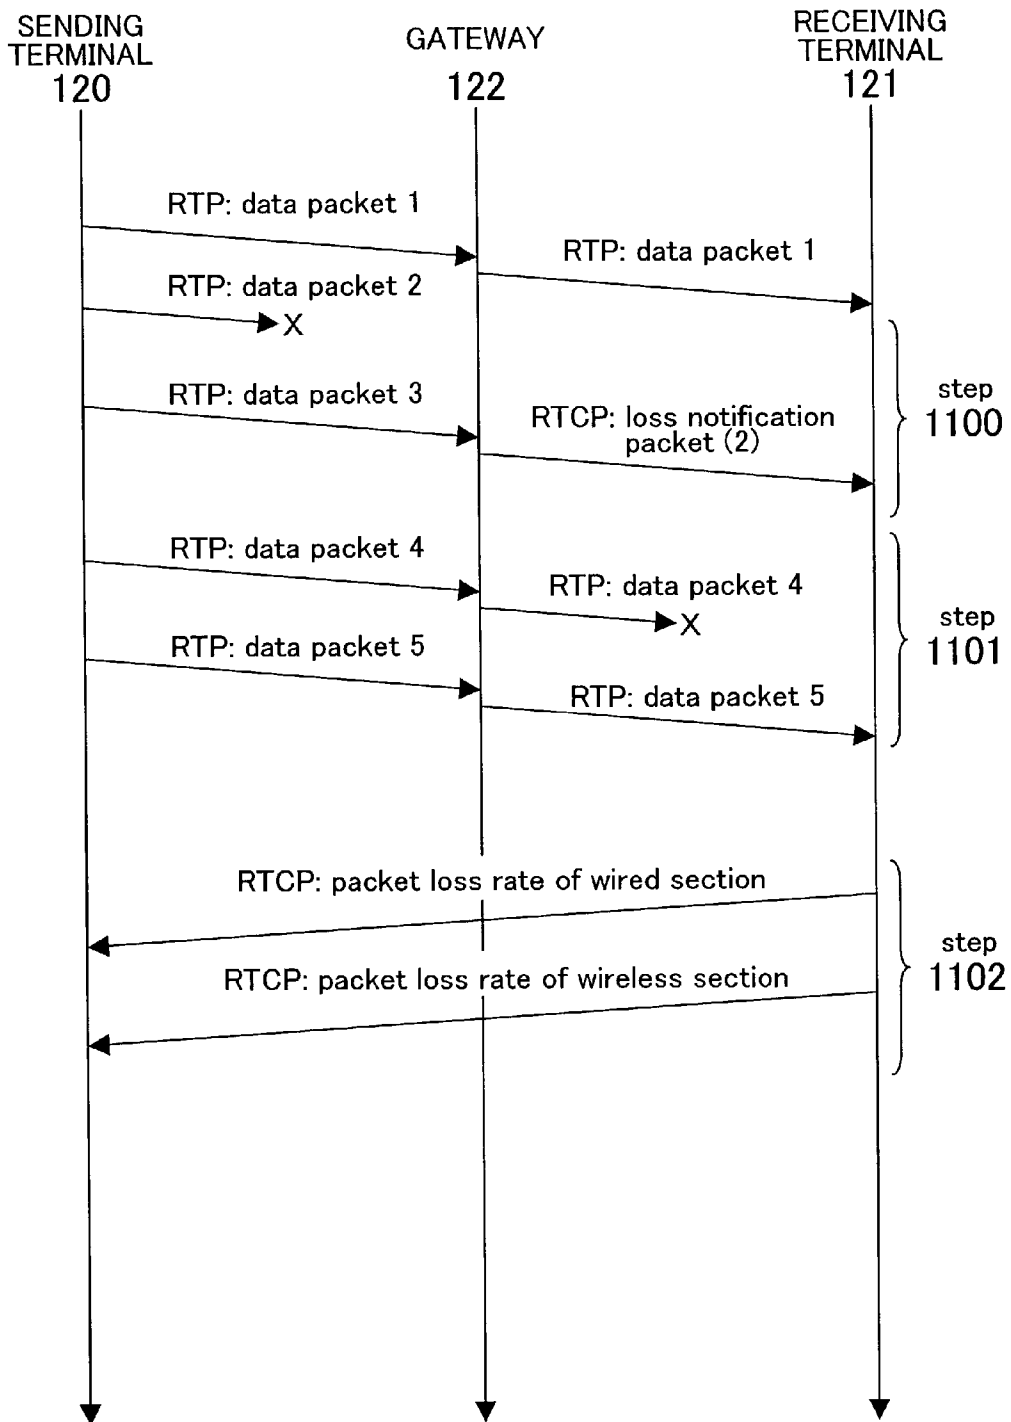 SENDING
TERMINAL
120
GATEWAY
122
RECEIVING
TERMINAL
121
RTP: data packet 1
RTP: data packet 1
RTP: data packet 2
X
RTP: data packet 3
RTCP: loss notification
packet (2)
step
1100
RTP: data packet 4
RTP: data packet 4
X
RTP: data packet 5
RTP: data packet 5
step
1101
RTCP: packet loss rate of wired section
RTCP: packet loss rate of wireless section
step
1102